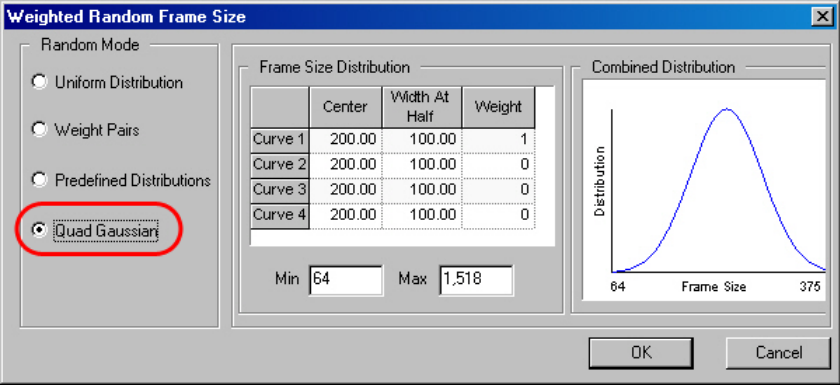 Weighted Random Frame Size
Random Mode
Uniform Distribution
Weight Pairs
Predefined Distributions
Quad Gaussian
Frame Size Distribution
Center Width At Half Weight
Curve 1 200.00 100.00 1
Curve 2 200.00 100.00 0
Curve 3 200.00 100.00 0
Curve 4 200.00 100.00 0
Min 64 Max 1,518
Combined Distribution
Distribution
64 Frame Size 375
OK Cancel